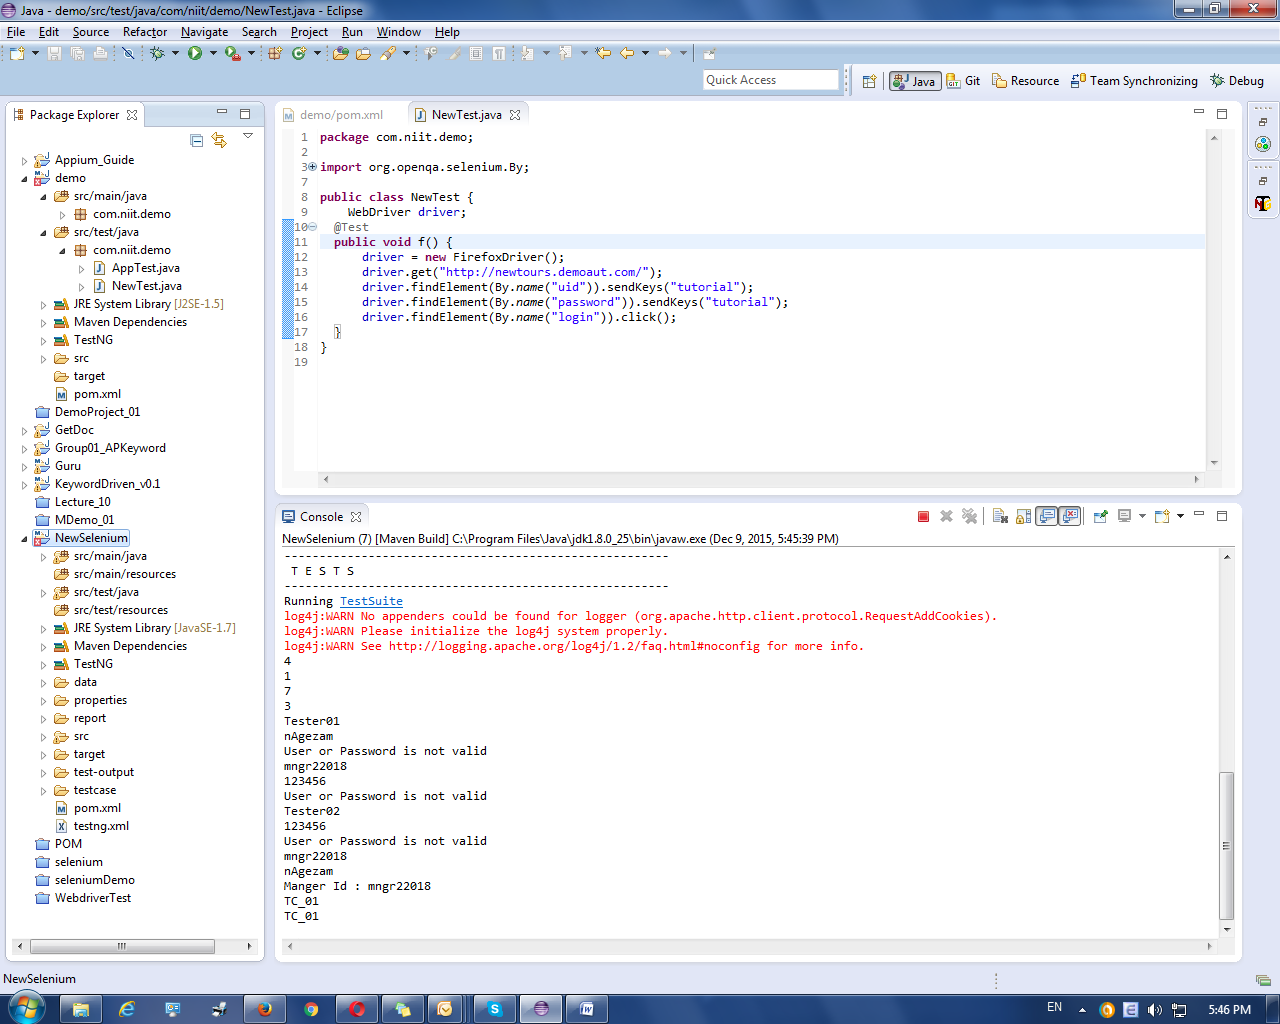 Java - demo/src/test/java/com/niit/demo/NewTest.java - Eclipse
File Edit Source Refactor Navigate Search Project Run Window Help
Quick Access
Java Git Resource Team Synchronizing Debug
Package Explorer
Appium_Guide
demo
src/main/java
com.niit.demo
src/test/java
com.niit.demo
AppTest.java
NewTest.java
JRE System Library [J2SE-1.5]
Maven Dependencies
TestNG
src
target
pom.xml
DemoProject_01
GetDoc
Group01_APKeyword
Guru
KeywordDriven_v0.1
Lecture_10
MDemo_01
NewSelenium
src/main/java
src/main/resources
src/test/java
src/test/resources
JRE System Library [JavaSE-1.7]
Maven Dependencies
TestNG
data
properties
report
src
target
test-output
testcase
pom.xml
testng.xml
POM
selenium
seleniumDemo
WebdriverTest
demo/pom.xml NewTest.java
1 package com.niit.demo;
2
3 import org.openqa.selenium.By;
7
8 public class NewTest {
9 WebDriver driver;
10 @Test
11 public void f() {
12 driver = new FirefoxDriver();
13 driver.get("http://newtours.demoaut.com/");
14 driver.findElement(By.name("uid")).sendKeys("tutorial");
15 driver.findElement(By.name("password")).sendKeys("tutorial");
16 driver.findElement(By.name("login")).click();
17 }
18 }
19
Console
NewSelenium (7) [Maven Build] C:\Program Files\Java\jdk1.8.0_25\bin\javaw.exe (Dec 9, 2015, 5:45:39 PM)
-------------------------------------------------------
T E S T S
-------------------------------------------------------
Running TestSuite
log4j:WARN No appenders could be found for logger (org.apache.http.client.protocol.RequestAddCookies).
log4j:WARN Please initialize the log4j system properly.
log4j:WARN See http://logging.apache.org/log4j/1.2/faq.html#noconfig for more info.
4
1
7
3
Tester01
nAgezam
User or Password is not valid
mngr22018
123456
User or Password is not valid
Tester02
123456
User or Password is not valid
mngr22018
nAgezam
Manger Id : mngr22018
TC_01
TC_01
NewSelenium
EN 5:46 PM